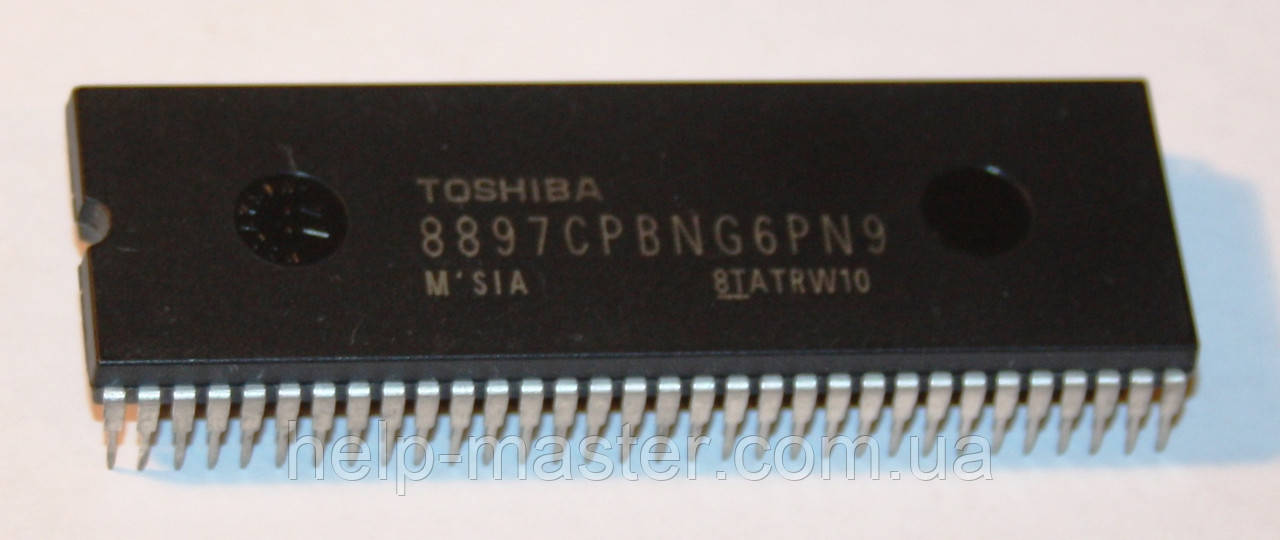 TOSHIBA
8897CPBNG6PN9
M'SIA 8TATRW10
help-master.com.ua